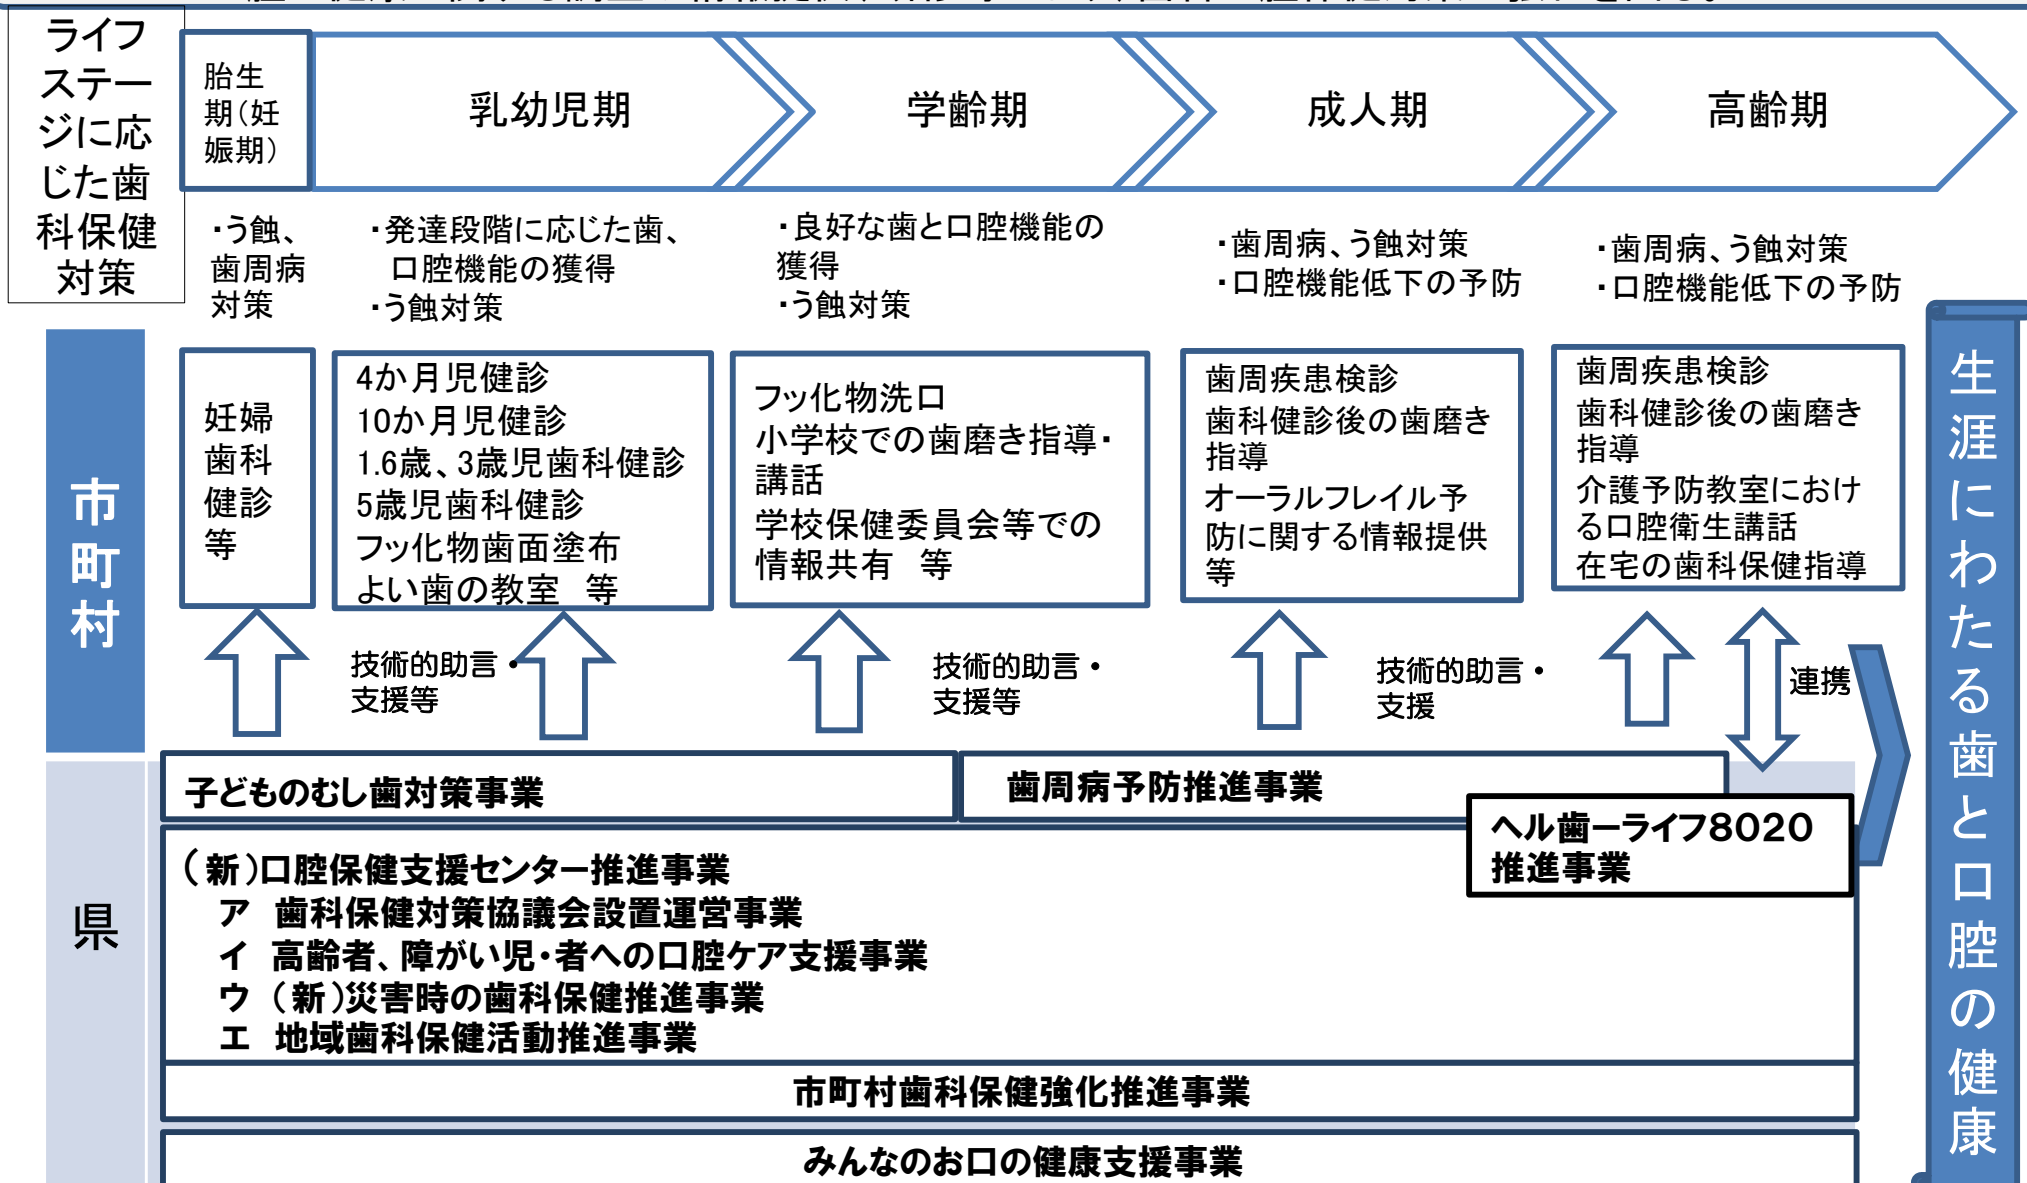 ライフ
ステー
ジに応
じた歯
科保健
対策
胎生
期(妊
娠期)
乳幼児期
学齢期
成人期
高齢期
・う蝕、
歯周病
対策
・発達段階に応じた歯、
口腔機能の獲得
・う蝕対策
・良好な歯と口腔機能の
獲得
・う蝕対策
・歯周病、う蝕対策
・口腔機能低下の予防
・歯周病、う蝕対策
・口腔機能低下の予防
市町村
妊婦
歯科
健診
等
4か月児健診
10か月児健診
1.6歳、3歳児歯科健診
5歳児歯科健診
フッ化物歯面塗布
よい歯の教室 等
フッ化物洗口
小学校での歯磨き指導・
講話
学校保健委員会等での
情報共有 等
歯周疾患検診
歯科健診後の歯磨き
指導
オーラルフレイル予
防に関する情報提供
等
歯周疾患検診
歯科健診後の歯磨き
指導
介護予防教室におけ
る口腔衛生講話
在宅の歯科保健指導
技術的助言・
支援等
技術的助言・
支援等
技術的助言・
支援
連携
県
子どものむし歯対策事業
歯周病予防推進事業
ヘル歯ーライフ8020
推進事業
(新)口腔保健支援センター推進事業
ア 歯科保健対策協議会設置運営事業
イ 高齢者、障がい児・者への口腔ケア支援事業
ウ (新)災害時の歯科保健推進事業
エ 地域歯科保健活動推進事業
市町村歯科保健強化推進事業
みんなのお口の健康支援事業
生涯にわたる歯と口腔の健康